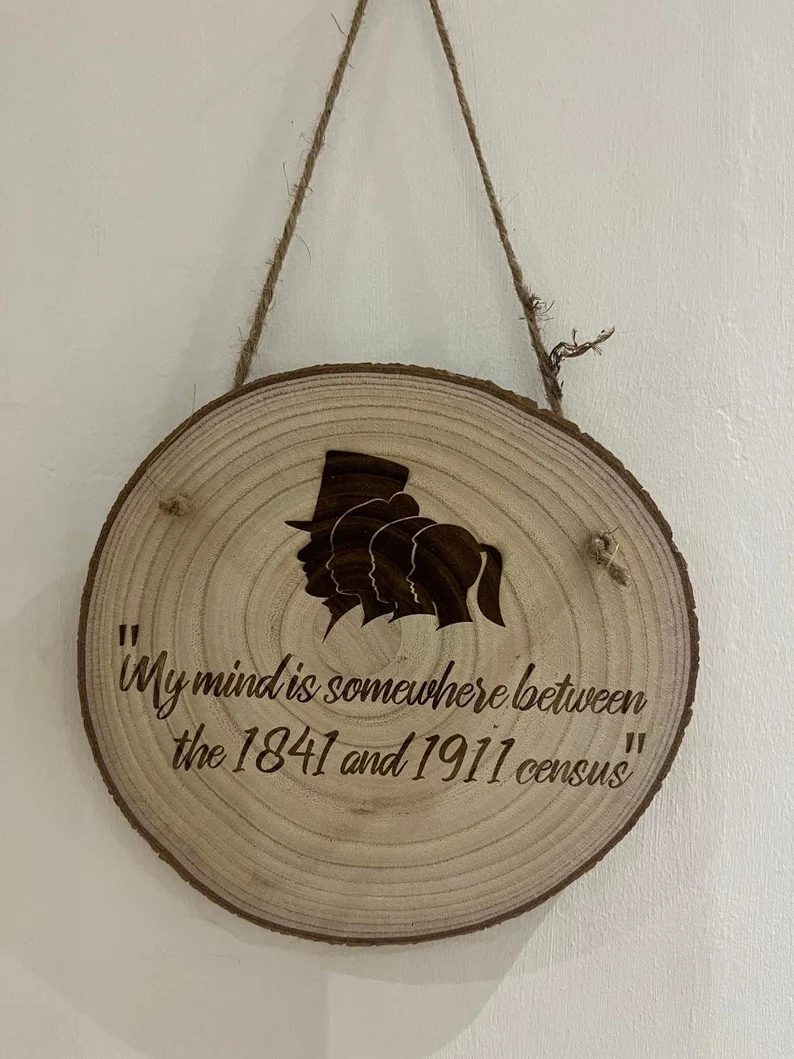 "My mind is somewhere between
the 1841 and 1911 census"